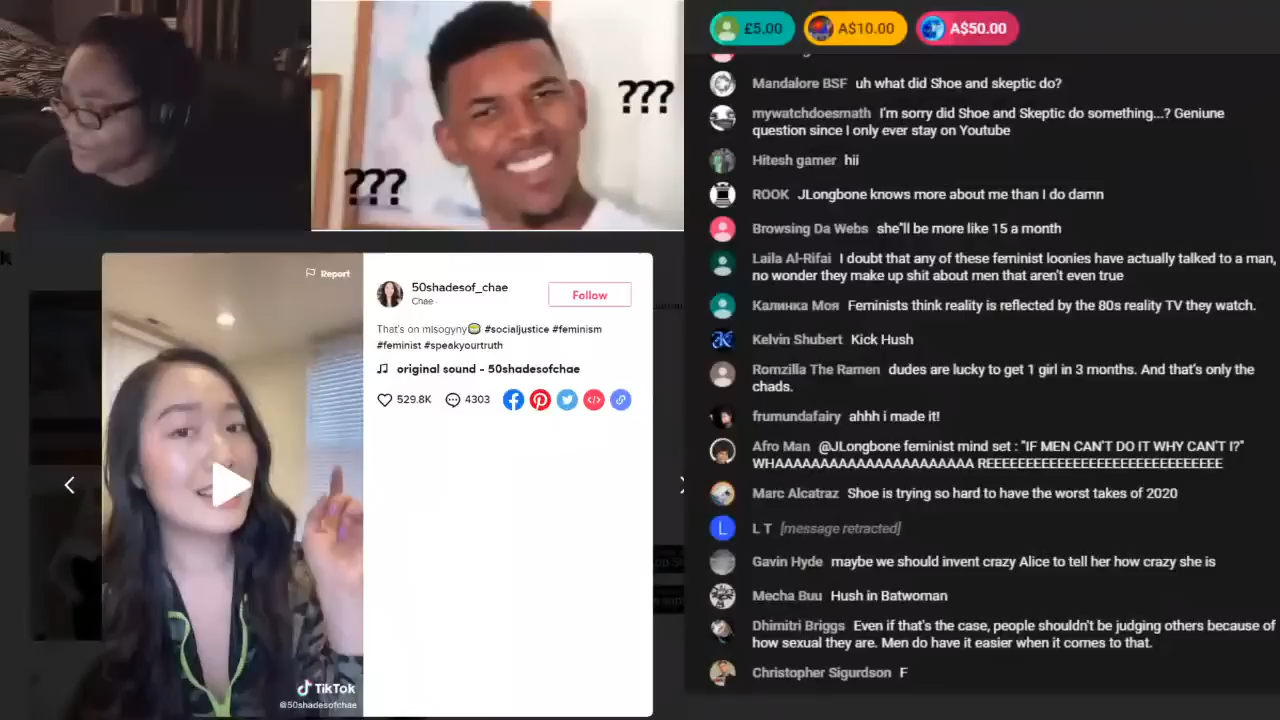 ???
???
£5.00 A$10.00 A$50.00
Mandalore BSF uh what did Shoe and skeptic do?
mywatchdoesmath I'm sorry did Shoe and Skeptic do something...? Geniune
question since I only ever stay on Youtube
Hitesh gamer hii
ROOK JLongbone knows more about me than I do damn
Browsing Da Webs she"ll be more like 15 a month
Laila Al-Rifai I doubt that any of these feminist loonies have actually talked to a man,
no wonder they make up shit about men that aren't even true
Калинка Моя Feminists think reality is reflected by the 80s reality TV they watch.
Kelvin Shubert Kick Hush
Romzilla The Ramen dudes are lucky to get 1 girl in 3 months. And that's only the
chads.
frumundafairy ahhh i made it!
Afro Man @JLongbone feminist mind set : "IF MEN CAN'T DO IT WHY CAN'T I?"
WHAAAAAAAAAAAAAAAAAAAAAA REEEEEEEEEEEEEEEEEEEEEEEEEEEEE
Marc Alcatraz Shoe is trying so hard to have the worst takes of 2020
L
L T [message retracted]
Gavin Hyde maybe we should invent crazy Alice to tell her how crazy she is
Mecha Buu Hush in Batwoman
Dhimitri Briggs Even if that's the case, people shouldn't be judging others because of
how sexual they are. Men do have it easier when it comes to that.
Christopher Sigurdson F
Report
50shadesof_chae
Chae ·
Follow
That's on misogyny #socialjustice #feminism
#feminist #speakyourtruth
original sound - 50shadesofchae
529.8K 4303
TikTok
@50shadesofchae